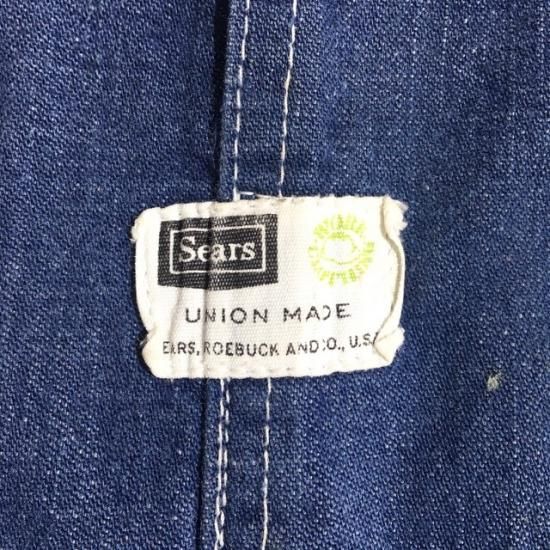 Sears
UNION MADE
EARS, ROEBUCK AND CO., U.S.